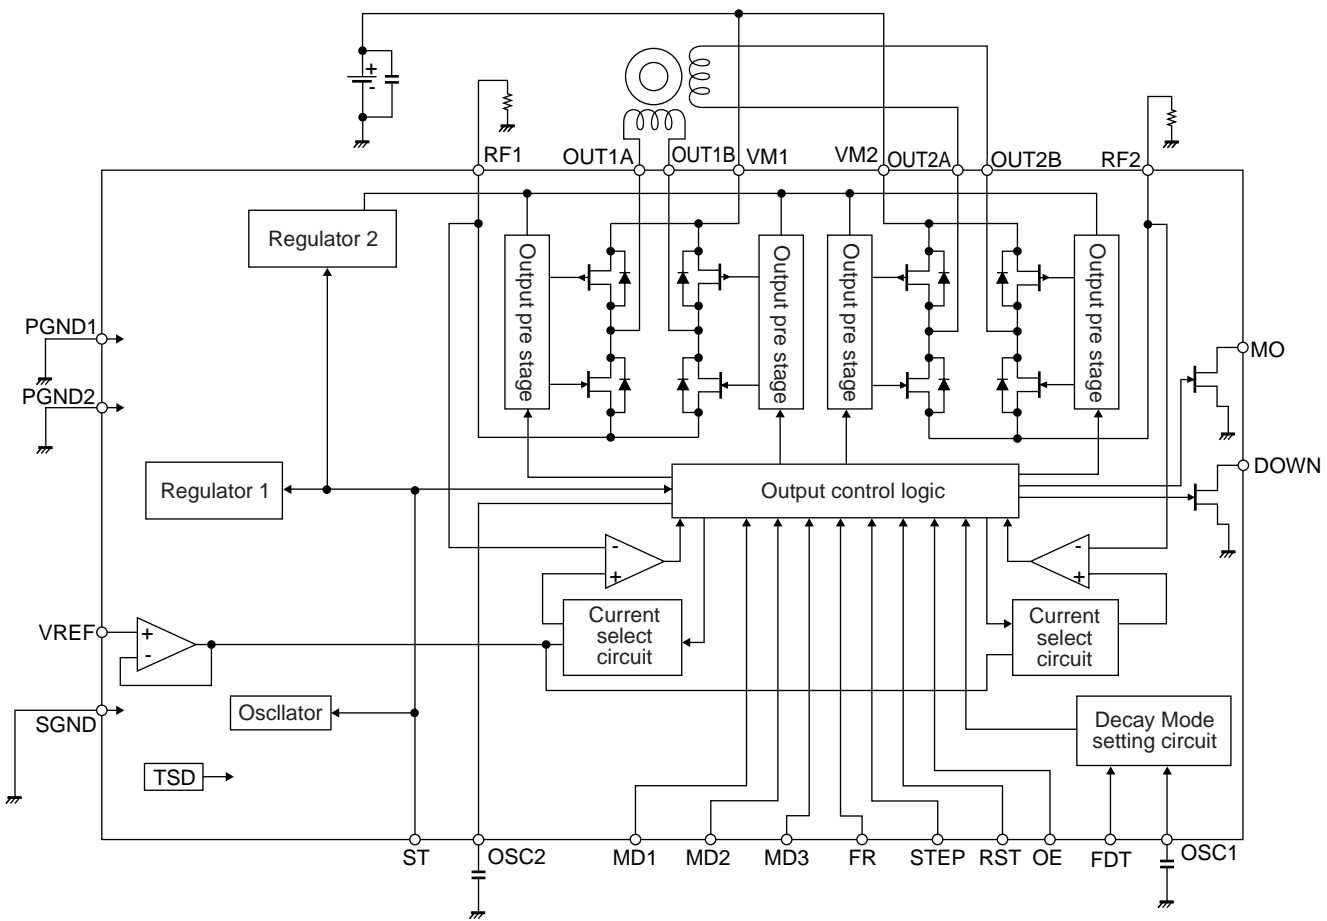 +
-
RF1
OUT1A
OUT1B
VM1
VM2
OUT2A
OUT2B
RF2
Regulator 2
Output pre stage
Output pre stage
Output pre stage
Output pre stage
PGND1
PGND2
MO
DOWN
Regulator 1
Output control logic
-
+
-
+
VREF
+
-
Current
select
circuit
Current
select
circuit
SGND
Oscllator
Decay Mode
setting circuit
TSD
ST
OSC2
MD1
MD2
MD3
FR
STEP
RST
OE
FDT
OSC1